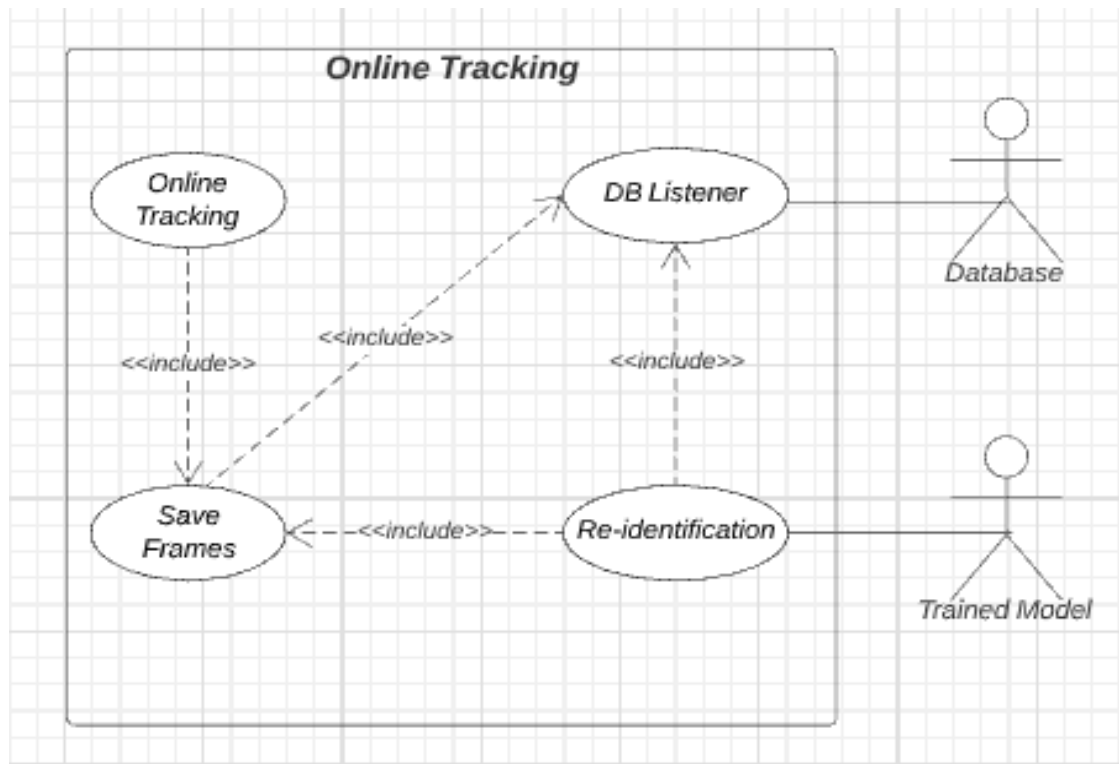 Online Tracking
Online
Tracking
DB Listener
Database
<<include>>
<<include>>
<<include>>
Save
Frames
<<include>>
Re-identification
Trained Model